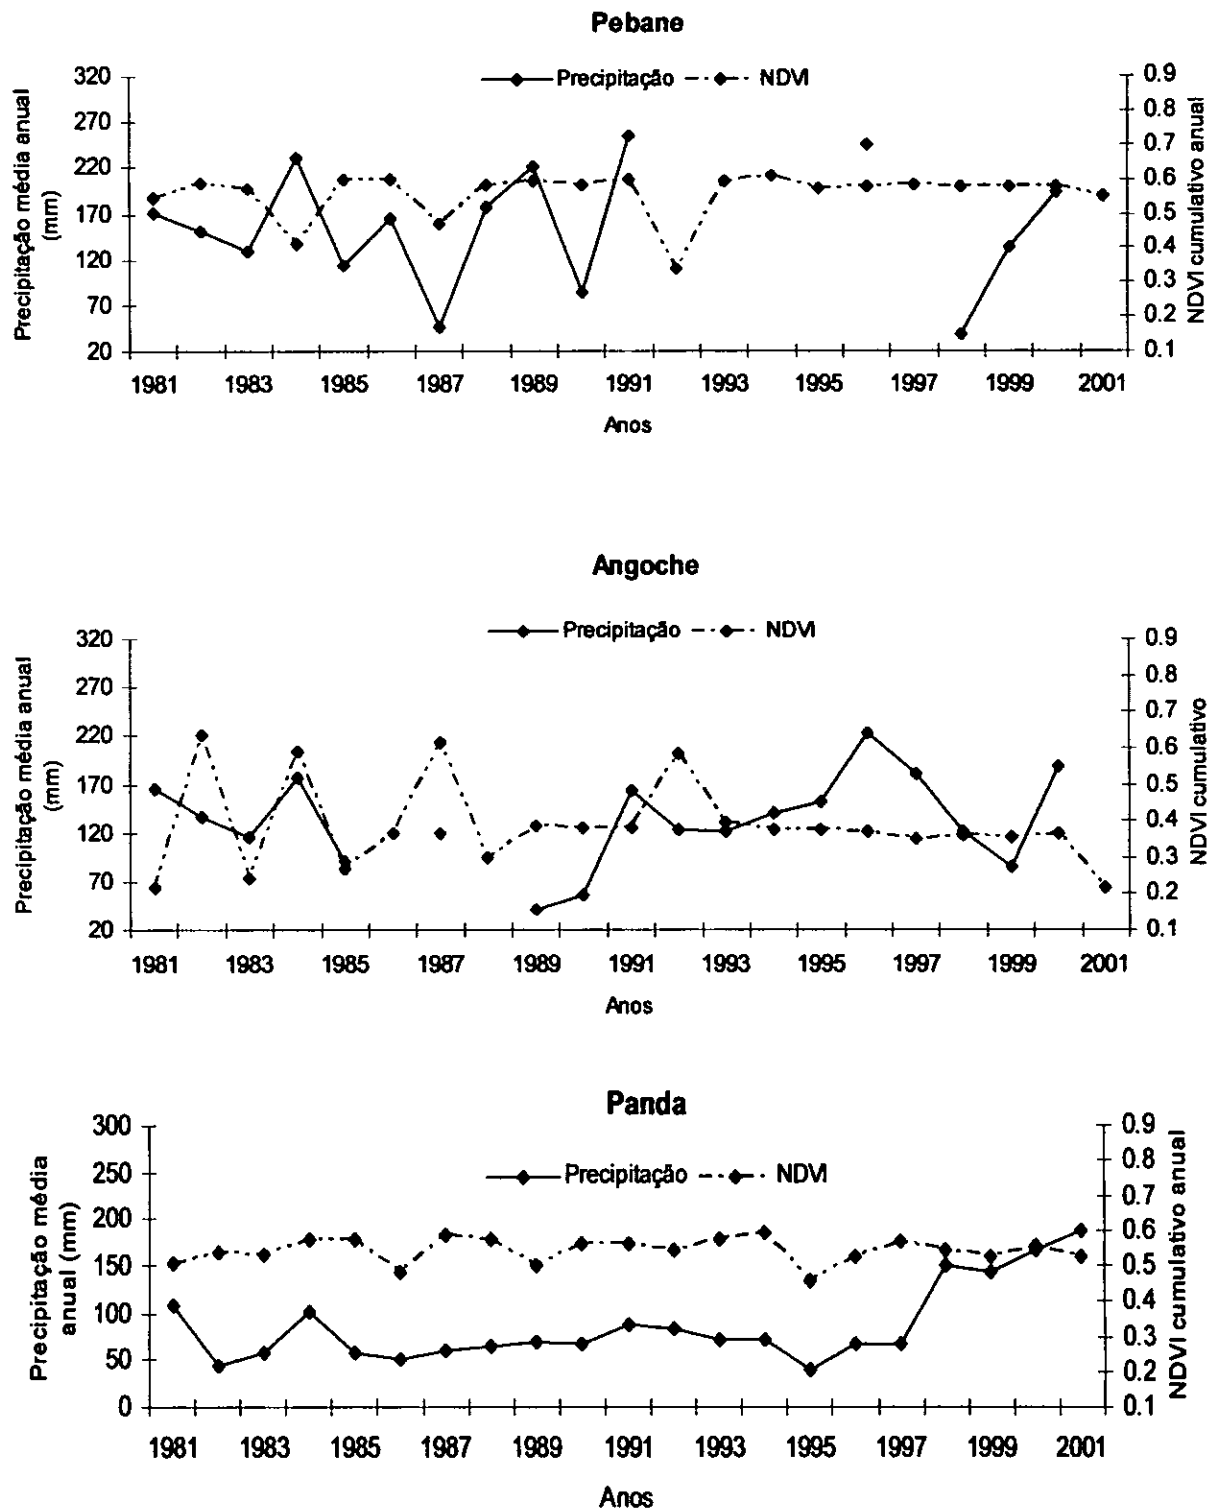 Pebane
Precipitação NDVI
Precipitação média anual
(mm)
320
270
220
170
120
70
20
0.9
0.8
0.7
0.6
0.5
0.4
0.3
0.2
0.1
NDVI cumulativo anual
1981 1983 1985 1987 1989 1991 1993 1995 1997 1999 2001
Anos
Angoche
Precipitação NDVI
Precipitação média anual
(mm)
320
270
220
170
120
70
20
0.9
0.8
0.7
0.6
0.5
0.4
0.3
0.2
0.1
NDVI cumulativo
1981 1983 1985 1987 1989 1991 1993 1995 1997 1999 2001
Anos
Panda
Precipitação NDVI
Precipitação média
anual (mm)
300
250
200
150
100
50
0
0.9
0.8
0.7
0.6
0.5
0.4
0.3
0.2
0.1
NDVI cumulativo anual
1981 1983 1985 1987 1989 1991 1993 1995 1997 1999 2001
Anos